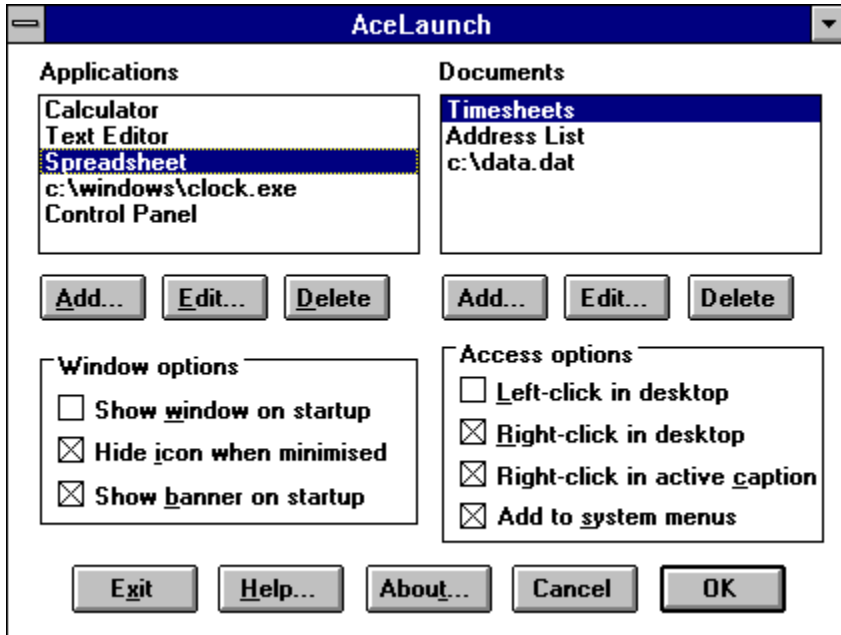 AceLaunch
Applications
Calculator
Text Editor
Spreadsheet
c:\windows\clock.exe
Control Panel
Add... Edit... Delete
Documents
Timesheets
Address List
c:\data.dat
Add... Edit... Delete
Window options
Show window on startup
Hide icon when minimised
Show banner on startup
Access options
Left-click in desktop
Right-click in desktop
Right-click in active caption
Add to system menus
Exit Help... About... Cancel OK